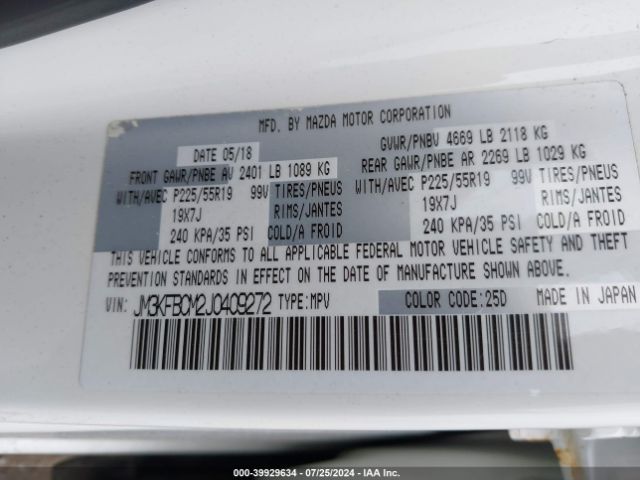 MFD. BY MAZDA MOTOR CORPORATION
DATE 05/18 GVWR/PNBV 4669 LB 2118 KG
FRONT GAWR/PNBE AV 2401 LB 1089 KG REAR GAWR/PNBE AR 2269 LB 1029 KG
WITH/AVEC P225/55R19 99V TIRES/PNEUS WITH/AVEC P225/55R19 99V TIRES/PNEUS
19X7J RIMS/JANTES 19X7J RIMS/JANTES
240 KPA/35 PSI COLD/A FROID 240 KPA/35 PSI COLD/A FROID
THIS VEHICLE CONFORMS TO ALL APPLICABLE FEDERAL MOTOR VEHICLE SAFETY AND THEFT
PREVENTION STANDARDS IN EFFECT ON THE DATE OF MANUFACTURE SHOWN ABOVE.
VIN: JM3KFBCM2J0409272 TYPE:MPV COLOR CODE:25D MADE IN JAPAN
000-39929634 | 07/25/2024 | IAA Inc.